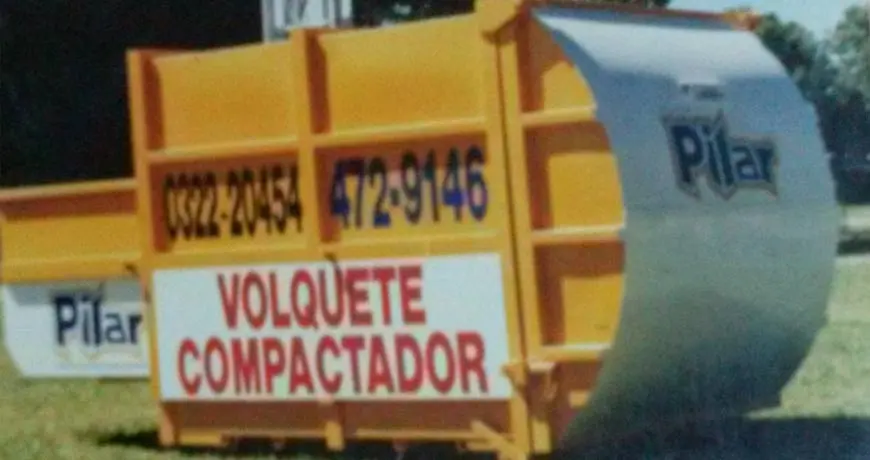 0322-20454 472-9146
VOLQUETE
COMPACTADOR
Pilar
Pilar